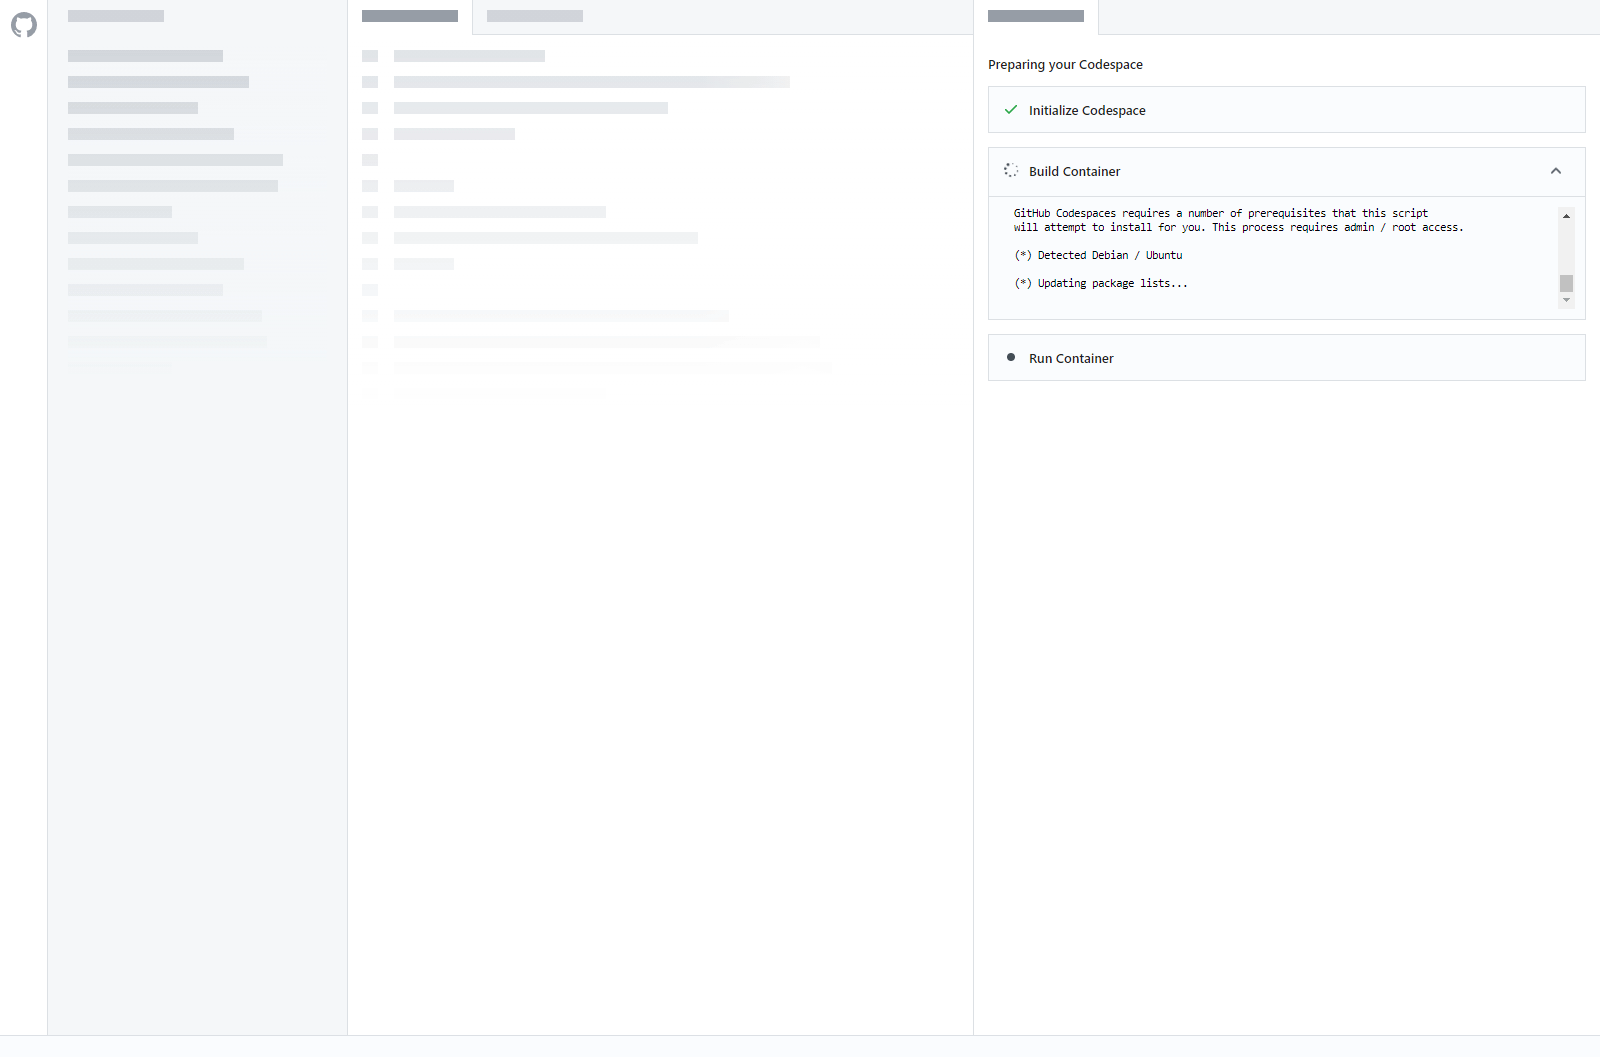 Preparing your Codespace
Initialize Codespace
Build Container
GitHub Codespaces requires a number of prerequisites that this script
will attempt to install for you. This process requires admin / root access.
(*) Detected Debian / Ubuntu
(*) Updating package lists...
Run Container